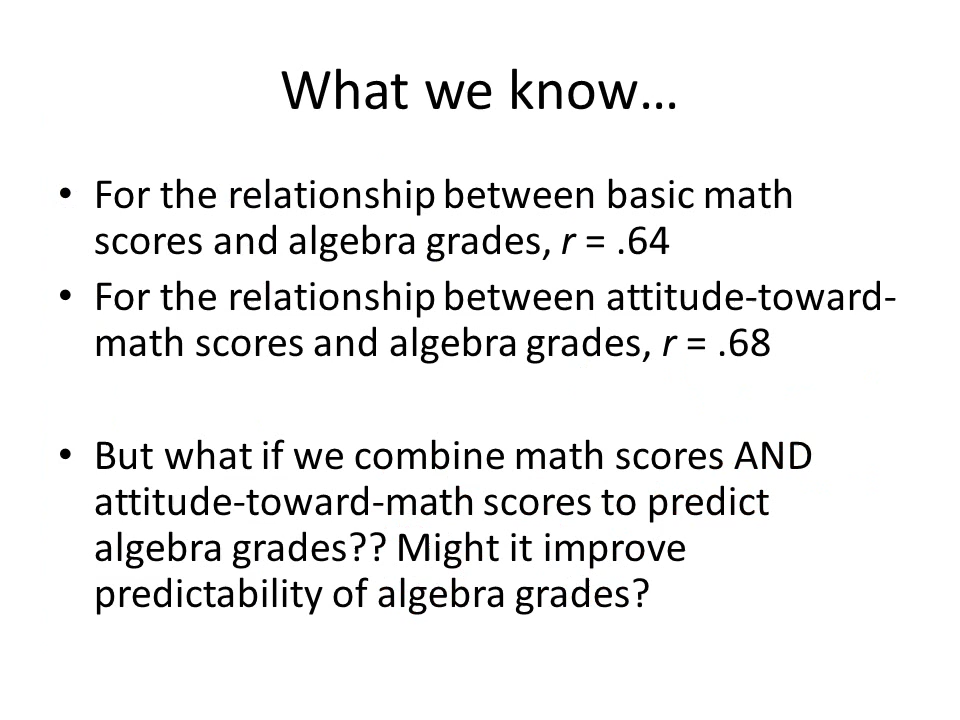 What we know…
• For the relationship between basic math
scores and algebra grades, r = .64
• For the relationship between attitude-toward-
math scores and algebra grades, r = .68
• But what if we combine math scores AND
attitude-toward-math scores to predict
algebra grades?? Might it improve
predictability of algebra grades?